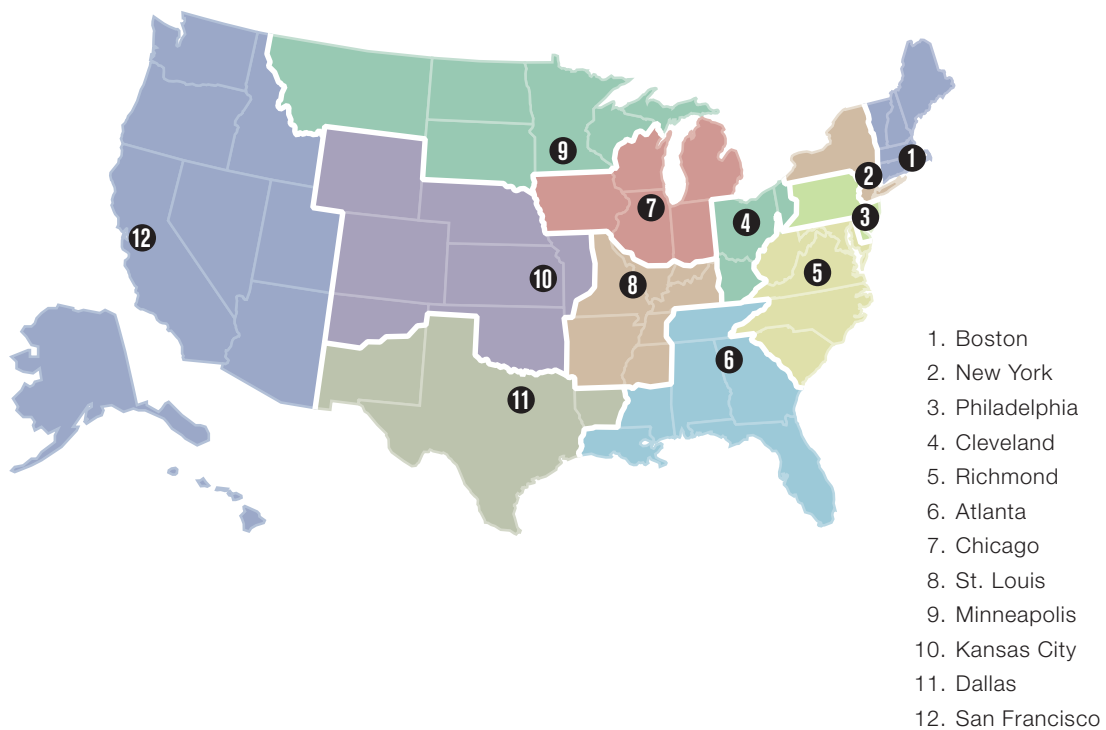 9
1
2
7
3
4
12
5
10
8
6
11
1. Boston
2. New York
3. Philadelphia
4. Cleveland
5. Richmond
6. Atlanta
7. Chicago
8. St. Louis
9. Minneapolis
10. Kansas City
11. Dallas
12. San Francisco